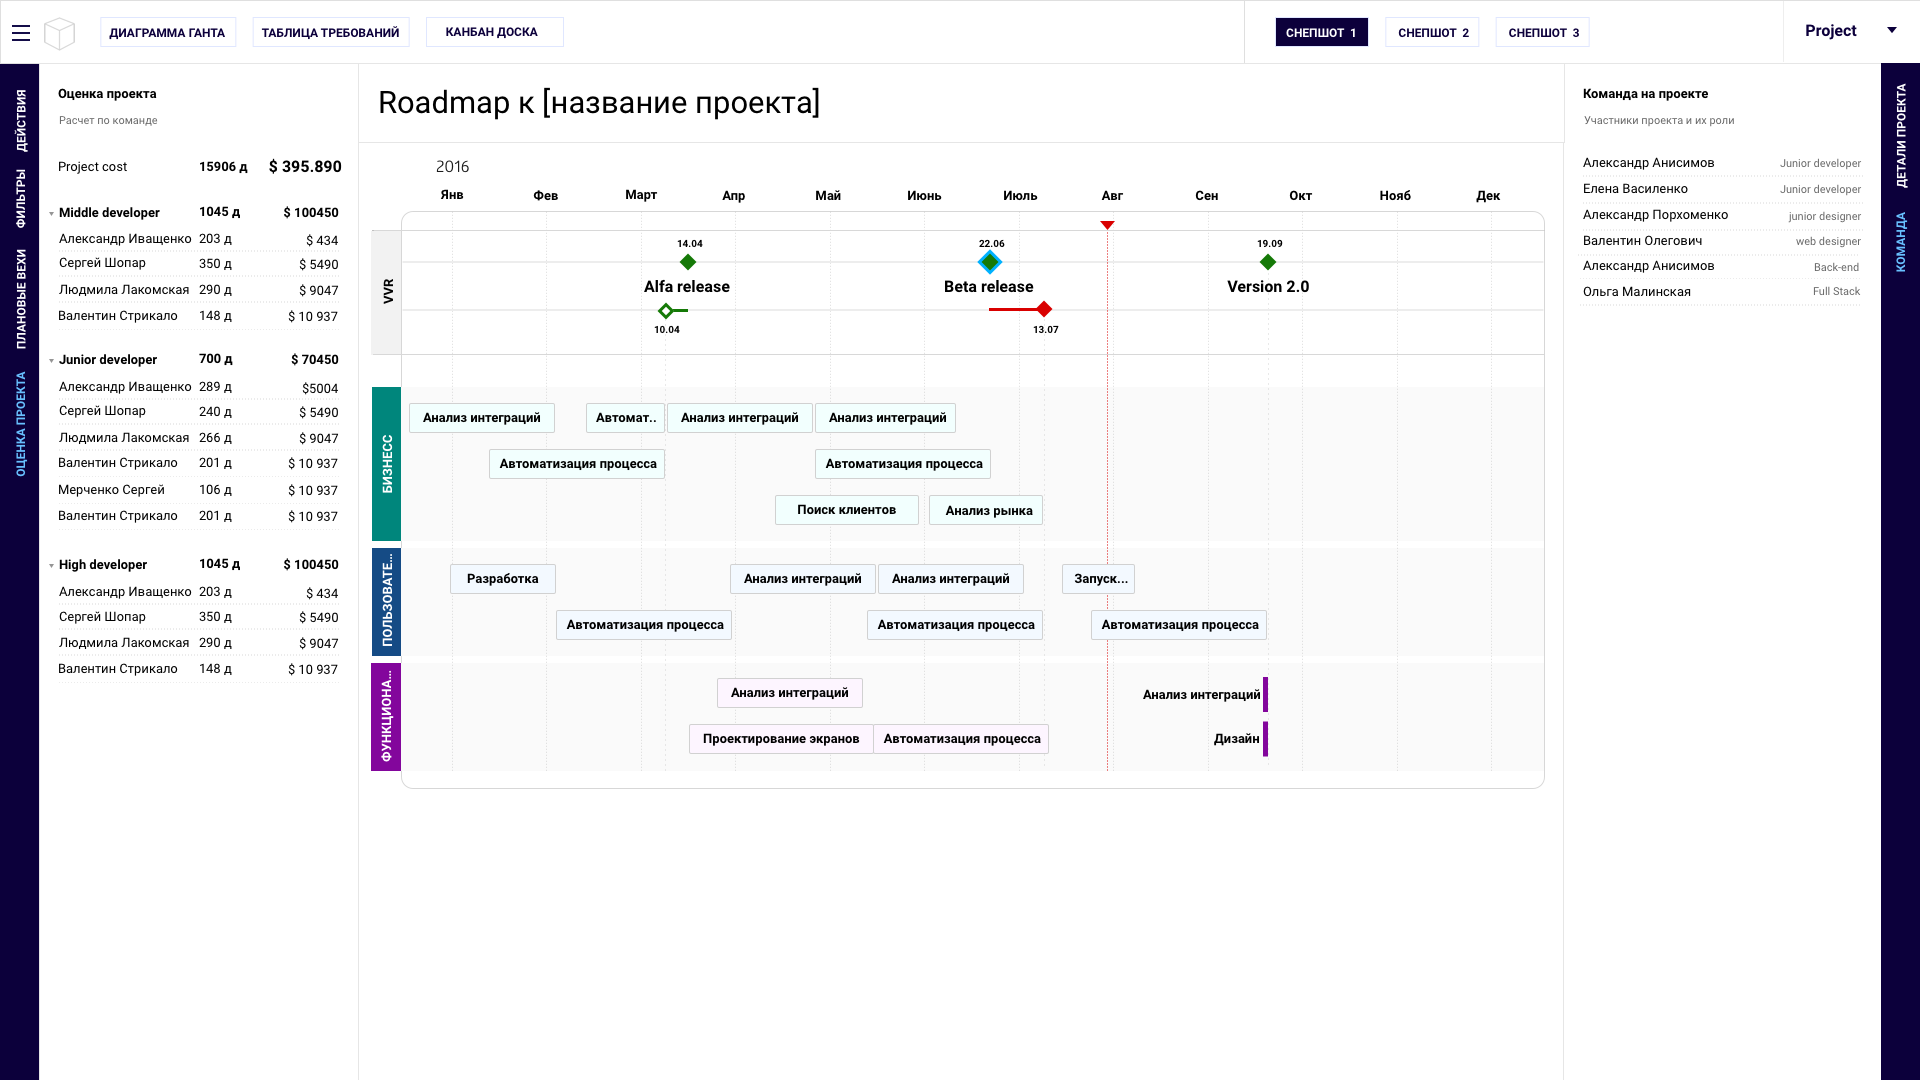 ДИАГРАММА ГАНТА
ТАБЛИЦА ТРЕБОВАНИЙ
КАНБАН ДОСКА
СНЕПШОТ 1
СНЕПШОТ 2
СНЕПШОТ 3
Project
ДЕЙСТВИЯ
ФИЛЬТРЫ
ПЛАНОВЫЕ ВЕХИ
ОЦЕНКА ПРОЕКТА
Оценка проекта
Расчет по команде
Project cost 15906 д $ 395.890
Middle developer 1045 д $ 100450
Александр Иващенко 203 д $ 434
Сергей Шопар 350 д $ 5490
Людмила Лакомская 290 д $ 9047
Валентин Стрикало 148 д $ 10 937
Junior developer 700 д $ 70450
Александр Иващенко 289 д $5004
Сергей Шопар 240 д $ 5490
Людмила Лакомская 266 д $ 9047
Валентин Стрикало 201 д $ 10 937
Мерченко Сергей 106 д $ 10 937
Валентин Стрикало 201 д $ 10 937
High developer 1045 д $ 100450
Александр Иващенко 203 д $ 434
Сергей Шопар 350 д $ 5490
Людмила Лакомская 290 д $ 9047
Валентин Стрикало 148 д $ 10 937
Roadmap к [название проекта]
2016
Янв Фев Март Апр Май Июнь Июль Авг Сен Окт Нояб Дек
VVR
14.04 22.06 19.09
Alfa release Beta release Version 2.0
10.04 13.07
БИЗНЕСС
Анализ интеграций Автомат.. Анализ интеграций Анализ интеграций
Автоматизация процесса Автоматизация процесса
Поиск клиентов Анализ рынка
ПОЛЬЗОВАТЕ...
Разработка Анализ интеграций Анализ интеграций Запуск...
Автоматизация процесса Автоматизация процесса Автоматизация процесса
ФУНКЦИОНА...
Анализ интеграций Анализ интеграций
Проектирование экранов Автоматизация процесса Дизайн
Команда на проекте
Участники проекта и их роли
Александр Анисимов Junior developer
Елена Василенко Junior developer
Александр Порхоменко junior designer
Валентин Олегович web designer
Александр Анисимов Back-end
Ольга Малинская Full Stack
ДЕТАЛИ ПРОЕКТА
КОМАНДА